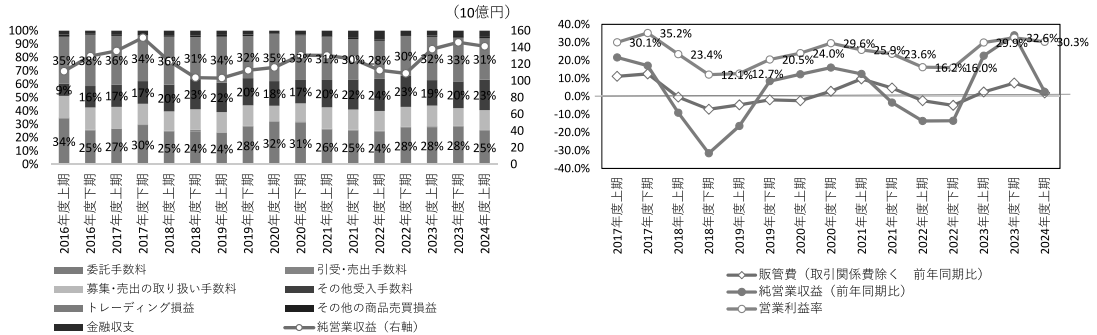 （10億円）
100% 90% 80% 70% 60% 50% 40% 30% 20% 10% 0%
160 140 120 100 80 60 40 20 0
35% 38% 36% 34% 36% 31% 34% 32% 35% 33% 31% 30% 28% 30% 32% 33% 31%
9% 16% 17% 17% 20% 23% 22% 20% 18% 17% 20% 22% 24% 23% 19% 20% 23%
34% 25% 27% 30% 25% 24% 24% 28% 32% 31% 26% 25% 24% 28% 28% 28% 25%
2016年度上期 2016年度下期 2017年度上期 2017年度下期 2018年度上期 2018年度下期 2019年度上期 2019年度下期 2020年度上期 2020年度下期 2021年度上期 2021年度下期 2022年度上期 2022年度下期 2023年度上期 2023年度下期 2024年度上期
委託手数料 引受･売出手数料
募集･売出の取り扱い手数料 その他受入手数料
トレーディング損益 その他の商品売買損益
金融収支 純営業収益（右軸）
40.0% 30.0% 20.0% 10.0% 0.0% -10.0% -20.0% -30.0% -40.0%
30.1% 35.2% 23.4% 12.1% 12.7% 20.5% 24.0% 29.6% 25.9% 23.6% 16.2% 16.0% 29.9% 32.6% 30.3%
2017年度上期 2017年度下期 2018年度上期 2018年度下期 2019年度上期 2019年度下期 2020年度上期 2020年度下期 2021年度上期 2021年度下期 2022年度上期 2022年度下期 2023年度上期 2023年度下期 2024年度上期
販管費（取引関係費除く　前年同期比）
純営業収益（前年同期比）
営業利益率